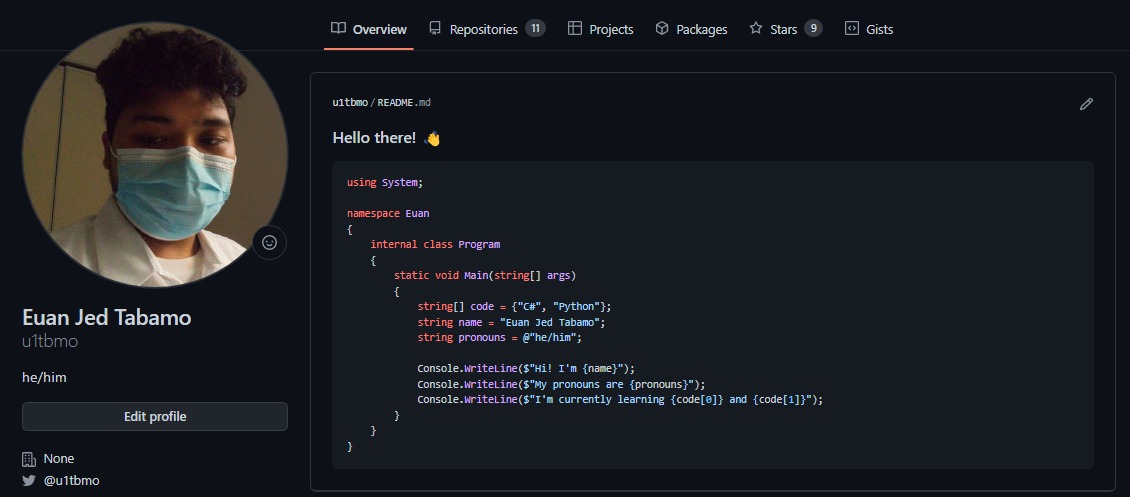 Overview
Repositories 11
Projects
Packages
Stars 9
Gists
Euan Jed Tabamo
u1tbmo
he/him
Edit profile
None
@u1tbmo
u1tbmo / README.md
Hello there! 👋
using System;
namespace Euan
{
    internal class Program
    {
        static void Main(string[] args)
        {
            string[] code = {"C#", "Python"};
            string name = "Euan Jed Tabamo";
            string pronouns = @"he/him";
            Console.WriteLine($"Hi! I'm {name}");
            Console.WriteLine($"My pronouns are {pronouns}");
            Console.WriteLine($"I'm currently learning {code[0]} and {code[1]}");
        }
    }
}